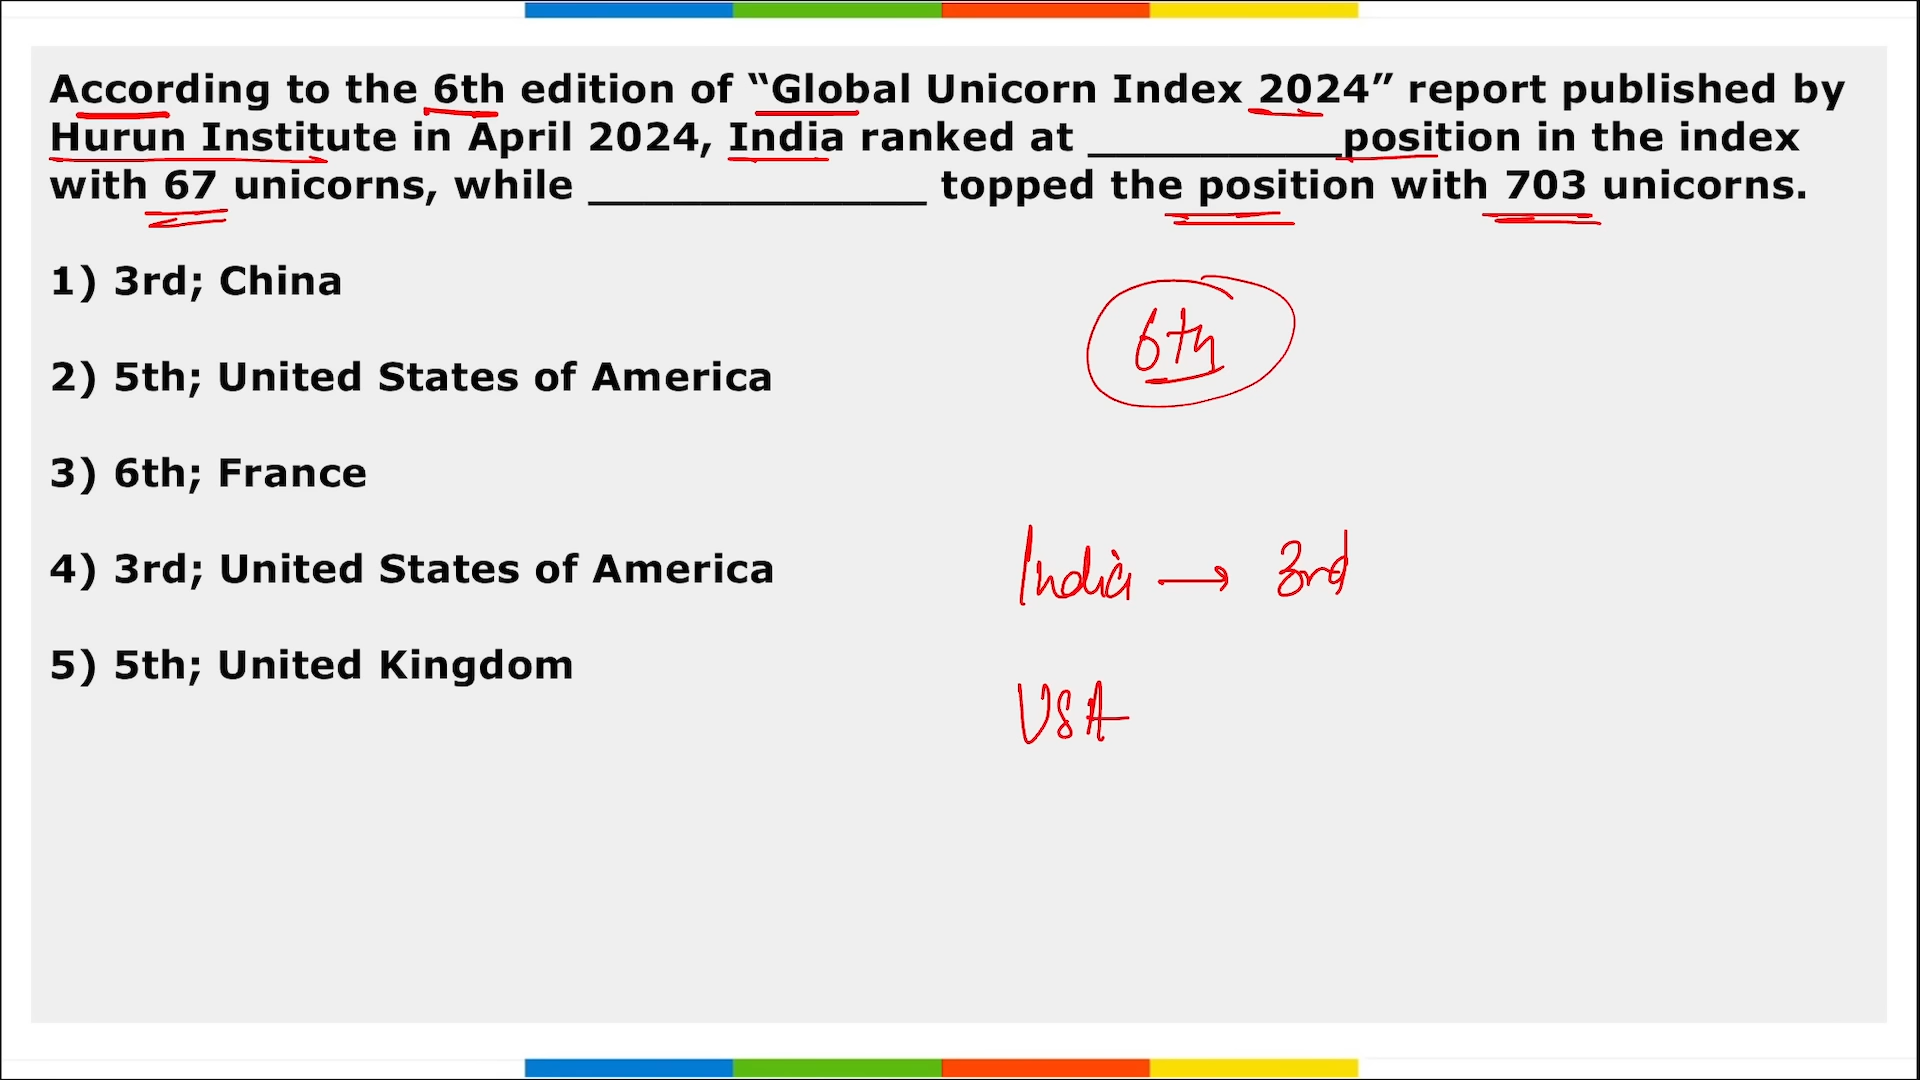 According to the 6th edition of “Global Unicorn Index 2024” report published by
Hurun Institute in April 2024, India ranked at ____________position in the index
with 67 unicorns, while ________________ topped the position with 703 unicorns.
1) 3rd; China
6th
2) 5th; United States of America
3) 6th; France
4) 3rd; United States of America
India → 3rd
5) 5th; United Kingdom
USA